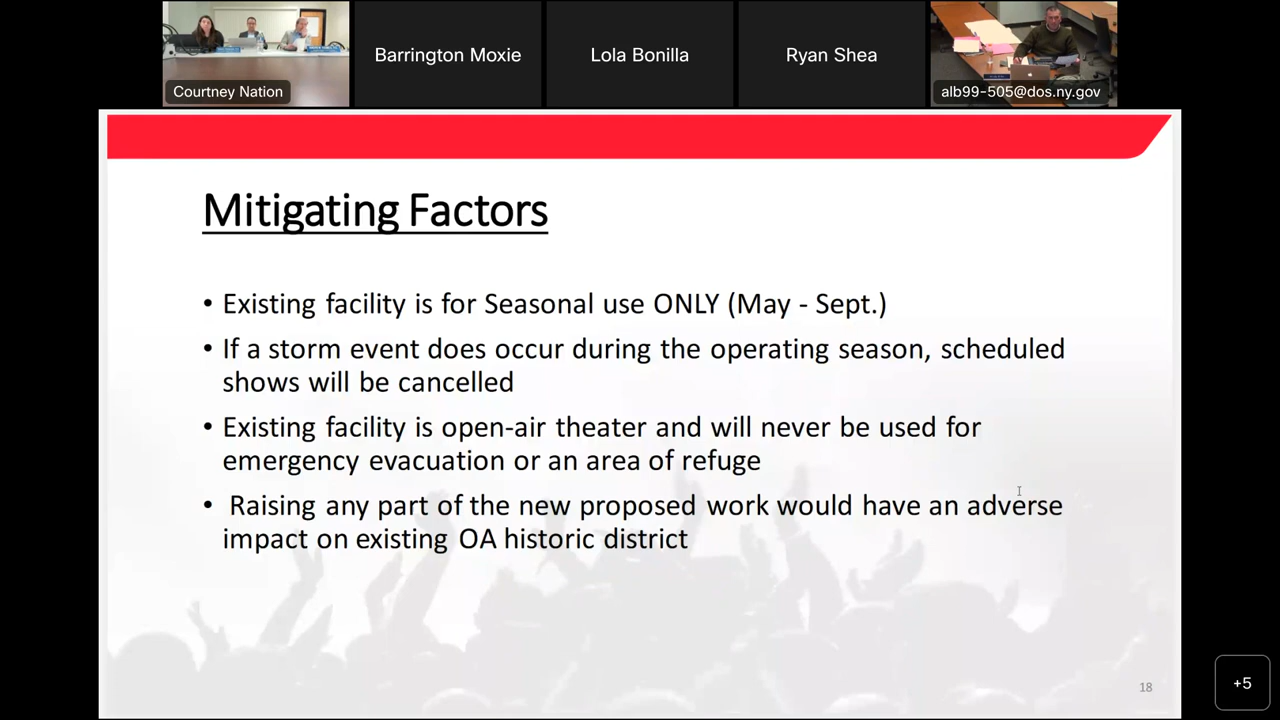 Courtney Nation
Barrington Moxie
Lola Bonilla
Ryan Shea
alb99-505@dos.ny.gov
Mitigating Factors
• Existing facility is for Seasonal use ONLY (May - Sept.)
• If a storm event does occur during the operating season, scheduled
shows will be cancelled
• Existing facility is open-air theater and will never be used for
emergency evacuation or an area of refuge
• Raising any part of the new proposed work would have an adverse
impact on existing OA historic district
18
+5